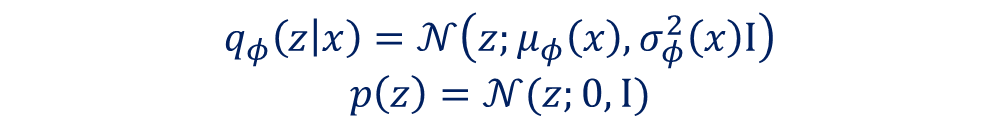 q_ϕ(z|x) = 𝒩(z; μ_ϕ(x), σ_ϕ^2(x)I)
p(z) = 𝒩(z; 0, I)